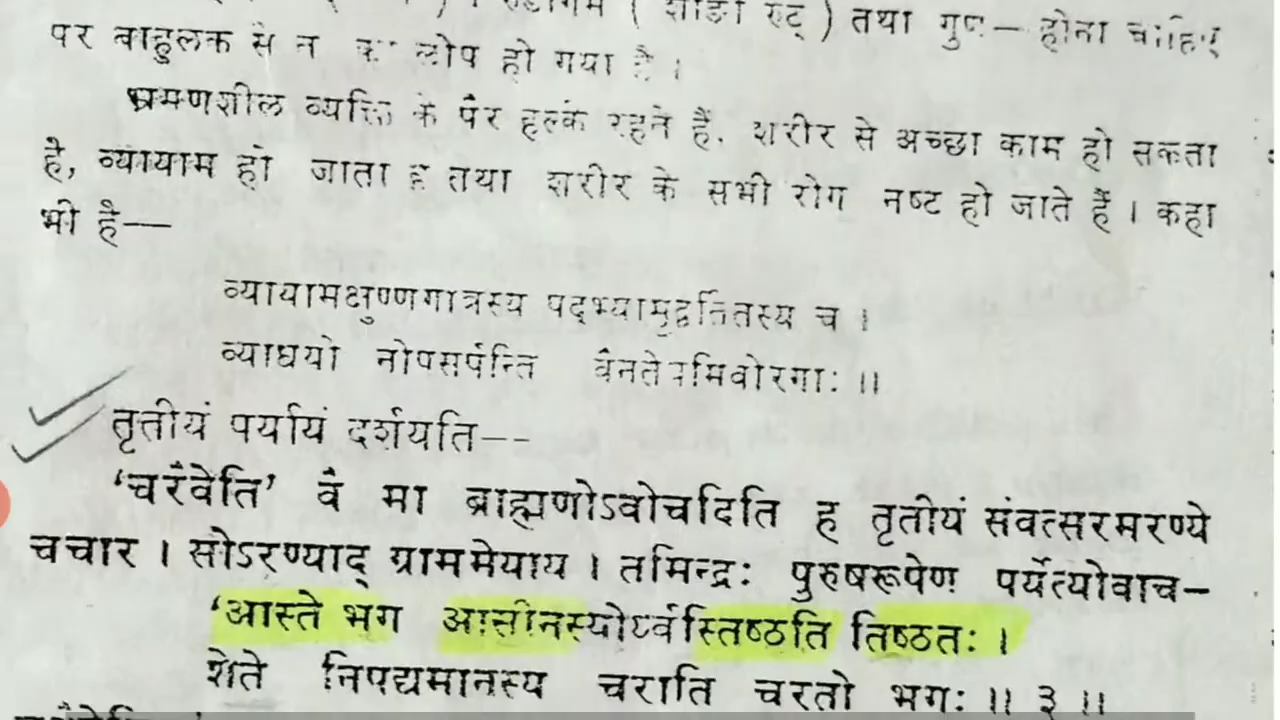 ( शाङो रुट् ) तथा गुण — होना चाहिए
पर बाहुलक से न का लोप हो गया है ।
भ्रमणशील व्यक्ति के पैर हल्के रहते हैं, शरीर से अच्छा काम हो सकता
है, व्यायाम हो जाता है तथा शरीर के सभी रोग नष्ट हो जाते हैं । कहा
भी है—
व्यायामक्षुण्णगात्रस्य पद्भ्यामुद्वर्तितस्य च ।
व्याधयो नोपसर्पन्ति वैनतेयमिवोरगाः ॥
तृतीयं पर्यायं दर्शयति--
'चरैवेति' वै मा ब्राह्मणोऽवोचदिति ह तृतीयं संवत्सरमरण्ये
चचार । सोऽरण्याद् ग्राममेयाय । तमिन्द्रः पुरुषरूपेण पर्येत्योवाच–
'आस्ते भग आसीनस्योर्ध्वस्तिष्ठति तिष्ठतः ।
शेते निपद्यमानस्य चराति चरतो भगः ॥ ३ ॥